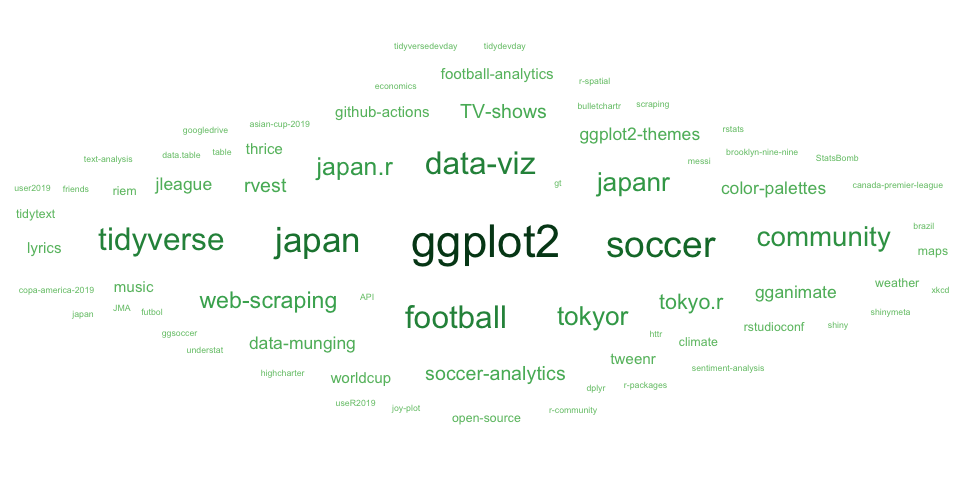 tidyversedevday tidydevday
football-analytics
economics r-spatial
github-actions TV-shows bulletchartr scraping
googledrive asian-cup-2019 ggplot2-themes rstats
text-analysis data.table table thrice japan.r data-viz messi brooklyn-nine-nine StatsBomb
user2019 friends riem jleague rvest gt japanr color-palettes canada-premier-league
tidytext
lyrics tidyverse japan ggplot2 soccer community brazil
maps
copa-america-2019 music web-scraping API tokyo.r gganimate weather xkcd
japan JMA futbol football tokyor rstudioconf shiny shinymeta
ggsoccer
understat data-munging httr climate
highcharter worldcup soccer-analytics tweenr sentiment-analysis
dplyr r-packages
useR2019 joy-plot open-source r-community